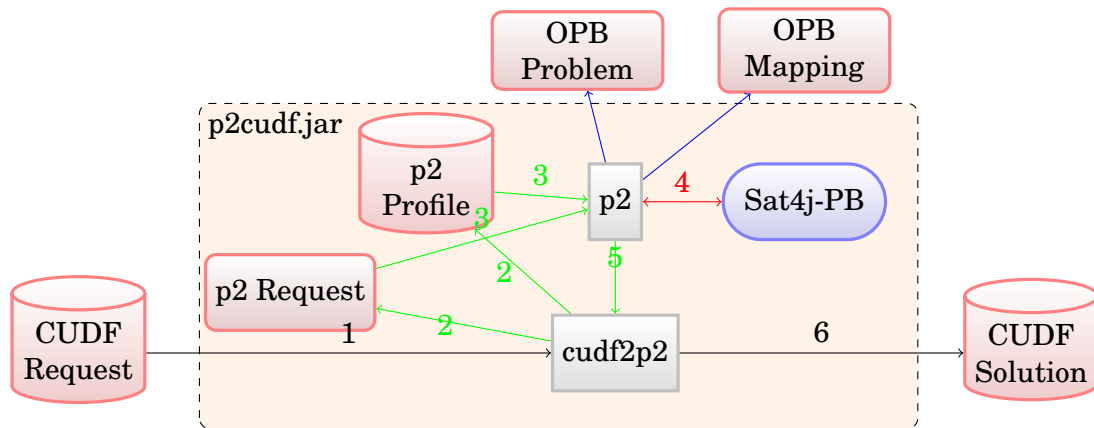 OPB
Problem
OPB
Mapping
p2cudf.jar
p2
Profile
3
p2
4
Sat4j-PB
3
5
2
p2 Request
2
1
CUDF
Request
cudf2p2
6
CUDF
Solution